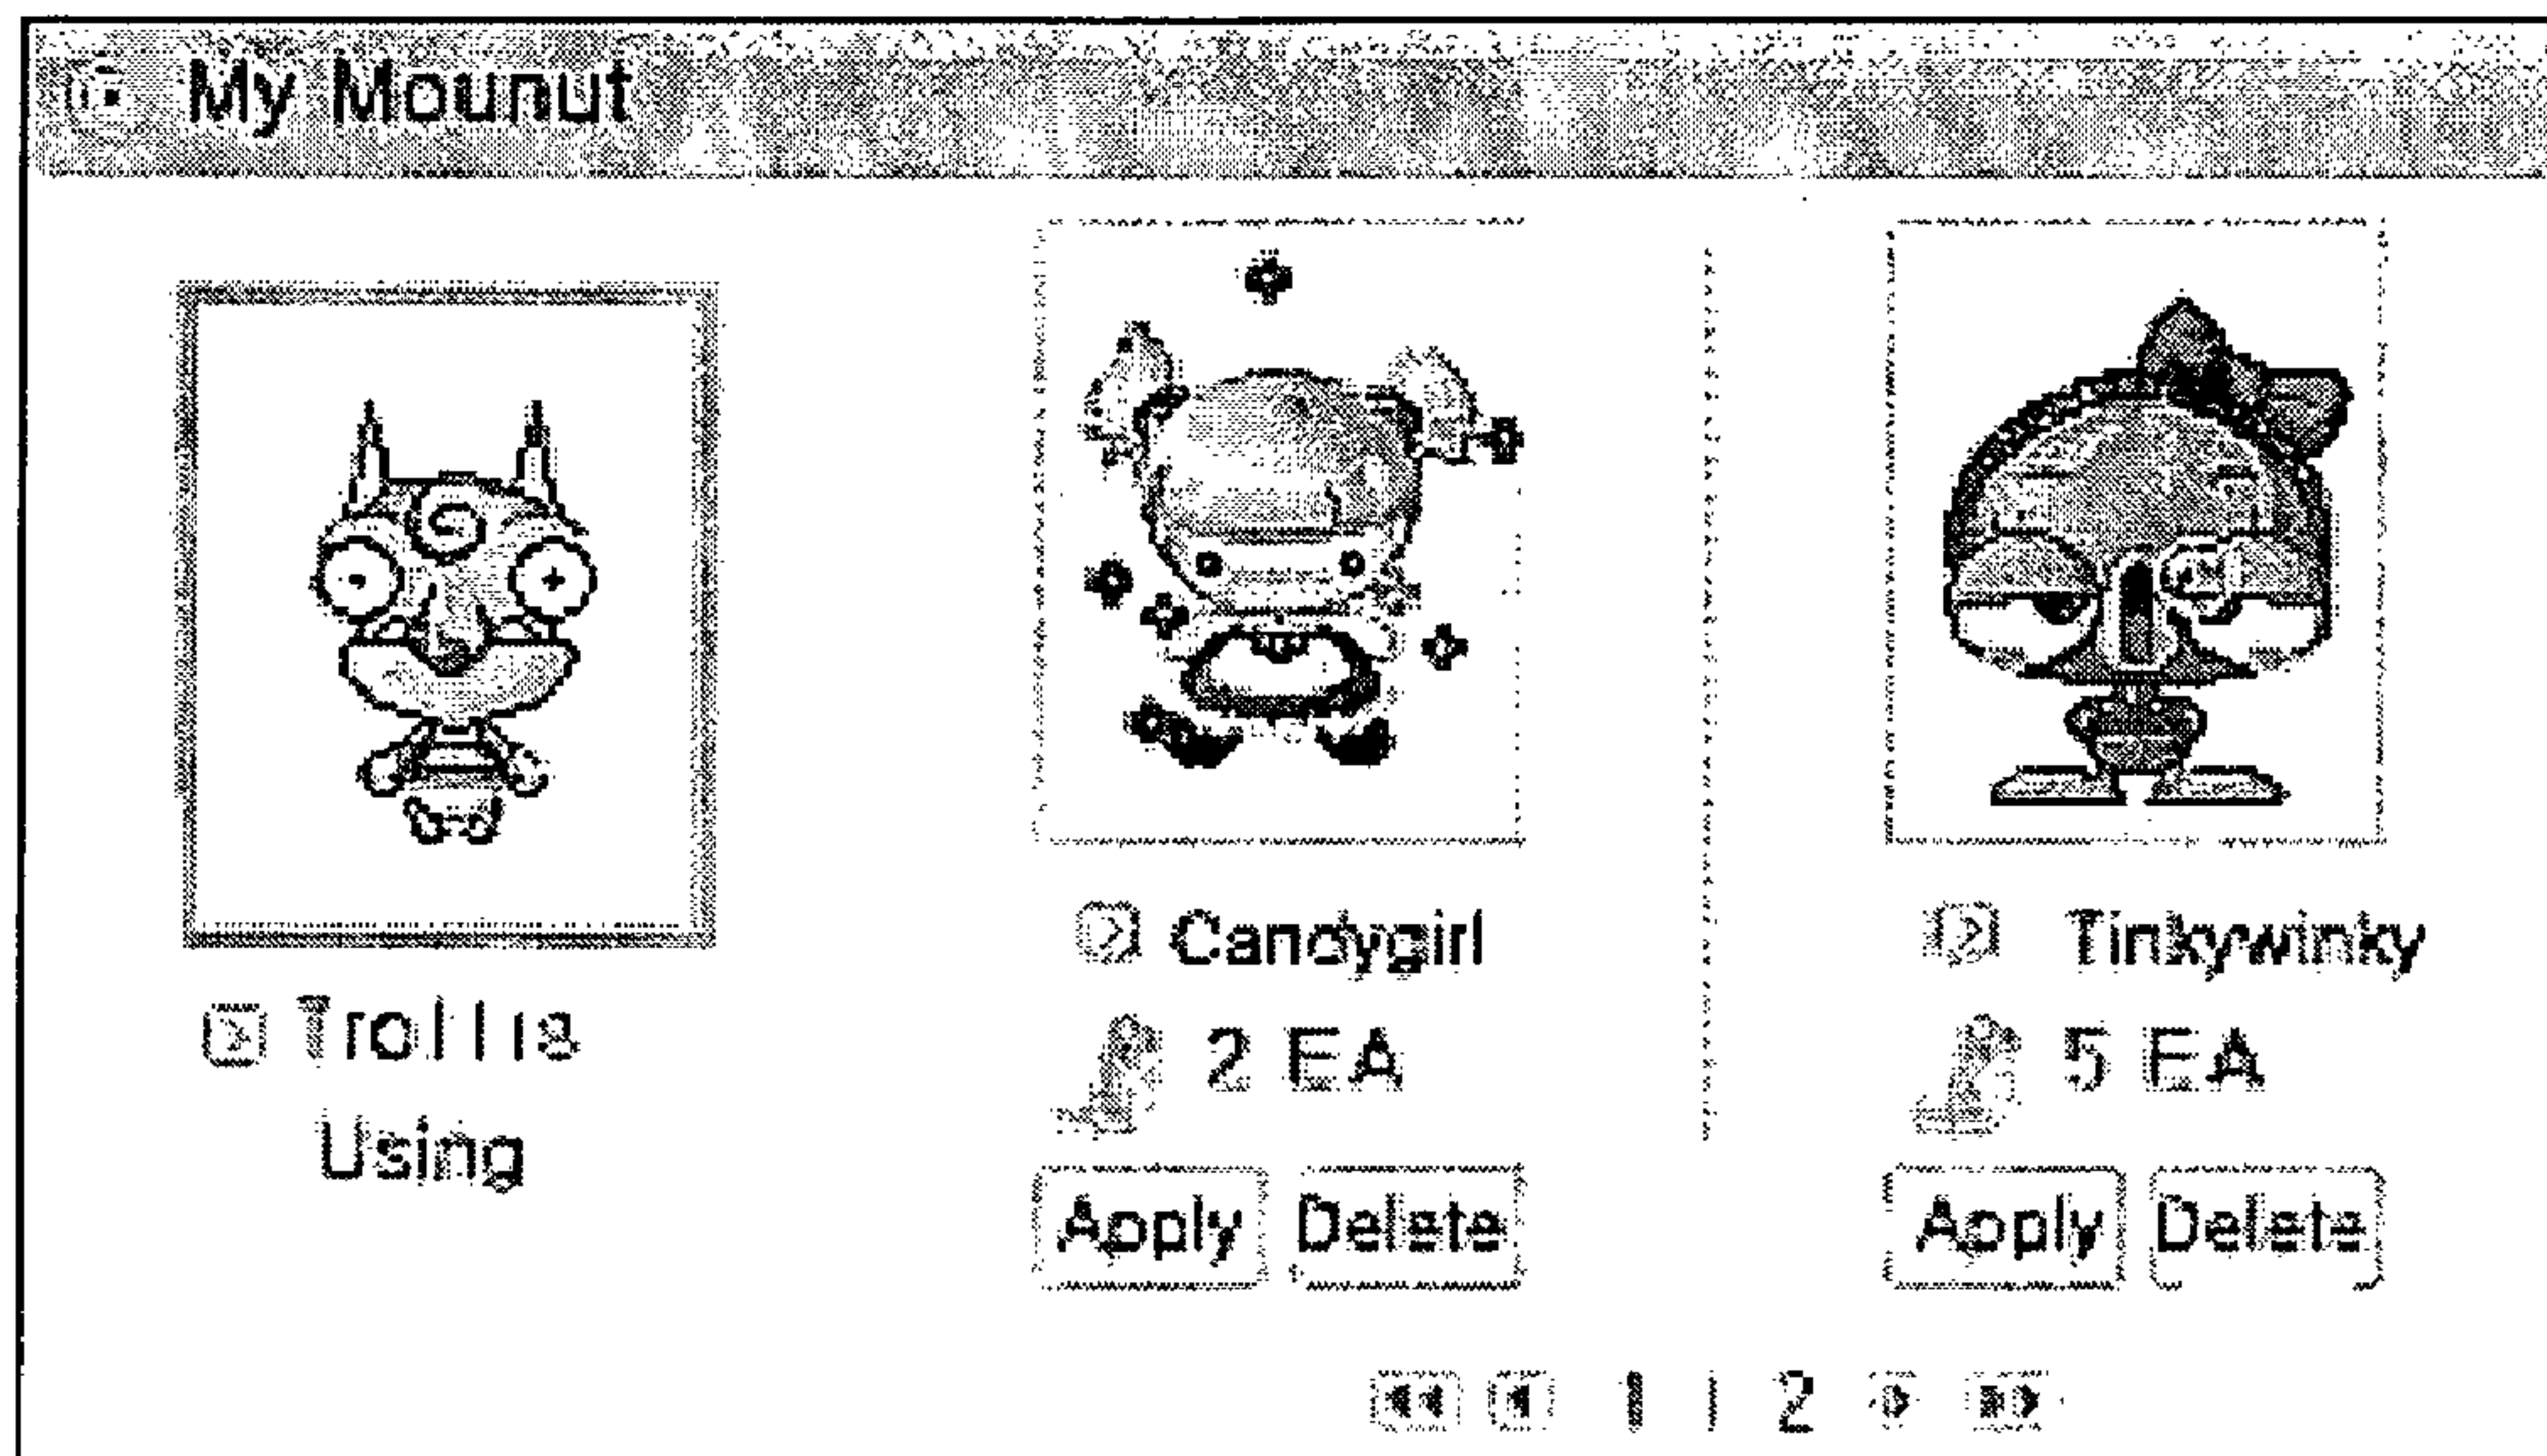 My Mounut
Trollis
Using
Candygirl
2 EA
Apply Delete
Tinkywinky
5 EA
Apply Delete
1 / 2